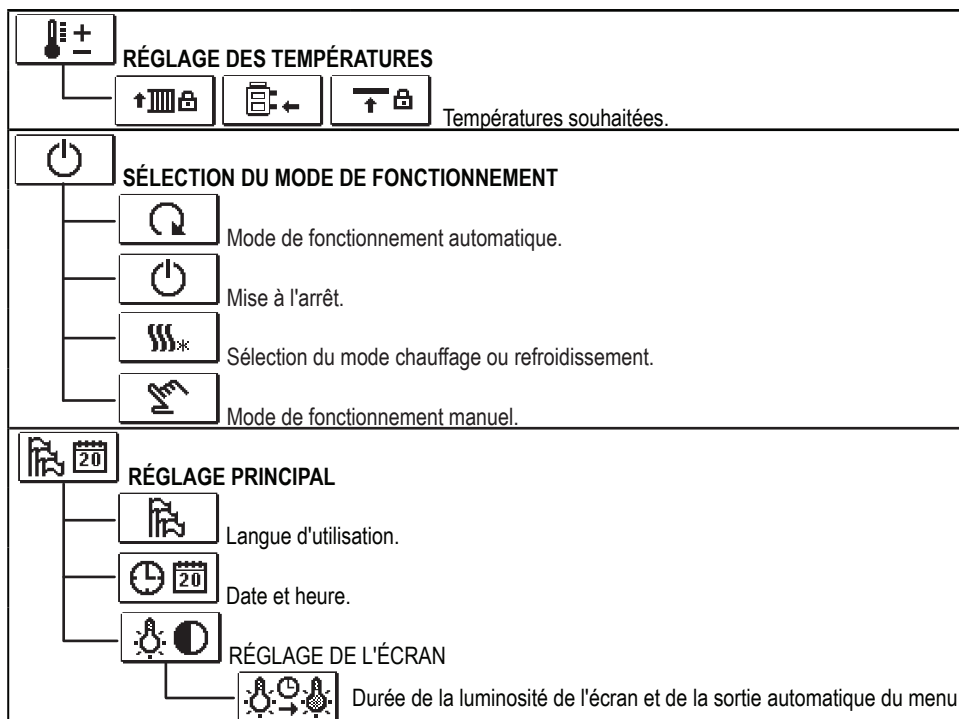 RÉGLAGE DES TEMPÉRATURES
Températures souhaitées.
SÉLECTION DU MODE DE FONCTIONNEMENT
Mode de fonctionnement automatique.
Mise à l'arrêt.
Sélection du mode chauffage ou refroidissement.
Mode de fonctionnement manuel.
20
RÉGLAGE PRINCIPAL
Langue d'utilisation.
20
Date et heure.
RÉGLAGE DE L'ÉCRAN
Durée de la luminosité de l'écran et de la sortie automatique du menu